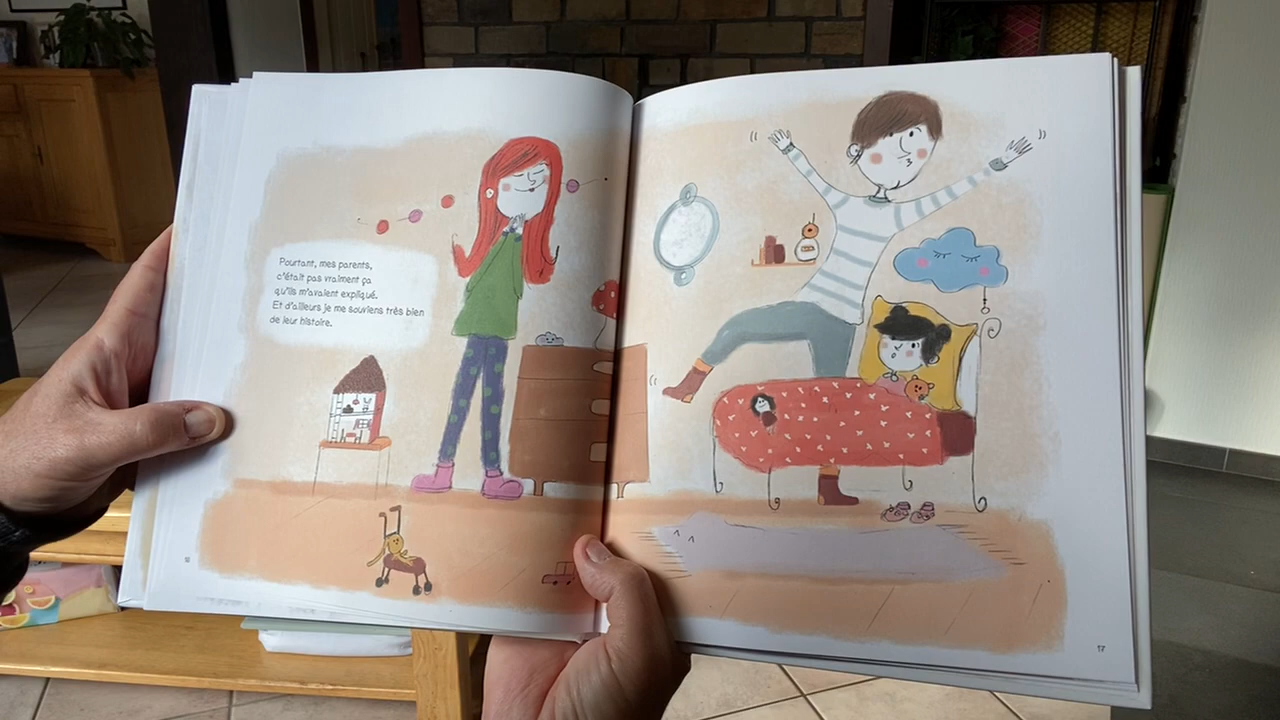 Pourtant, mes parents,
c'était pas vraiment ça
qu'ils m'avaient expliqué.
Et d'ailleurs je me souviens très bien
de leur histoire.
17